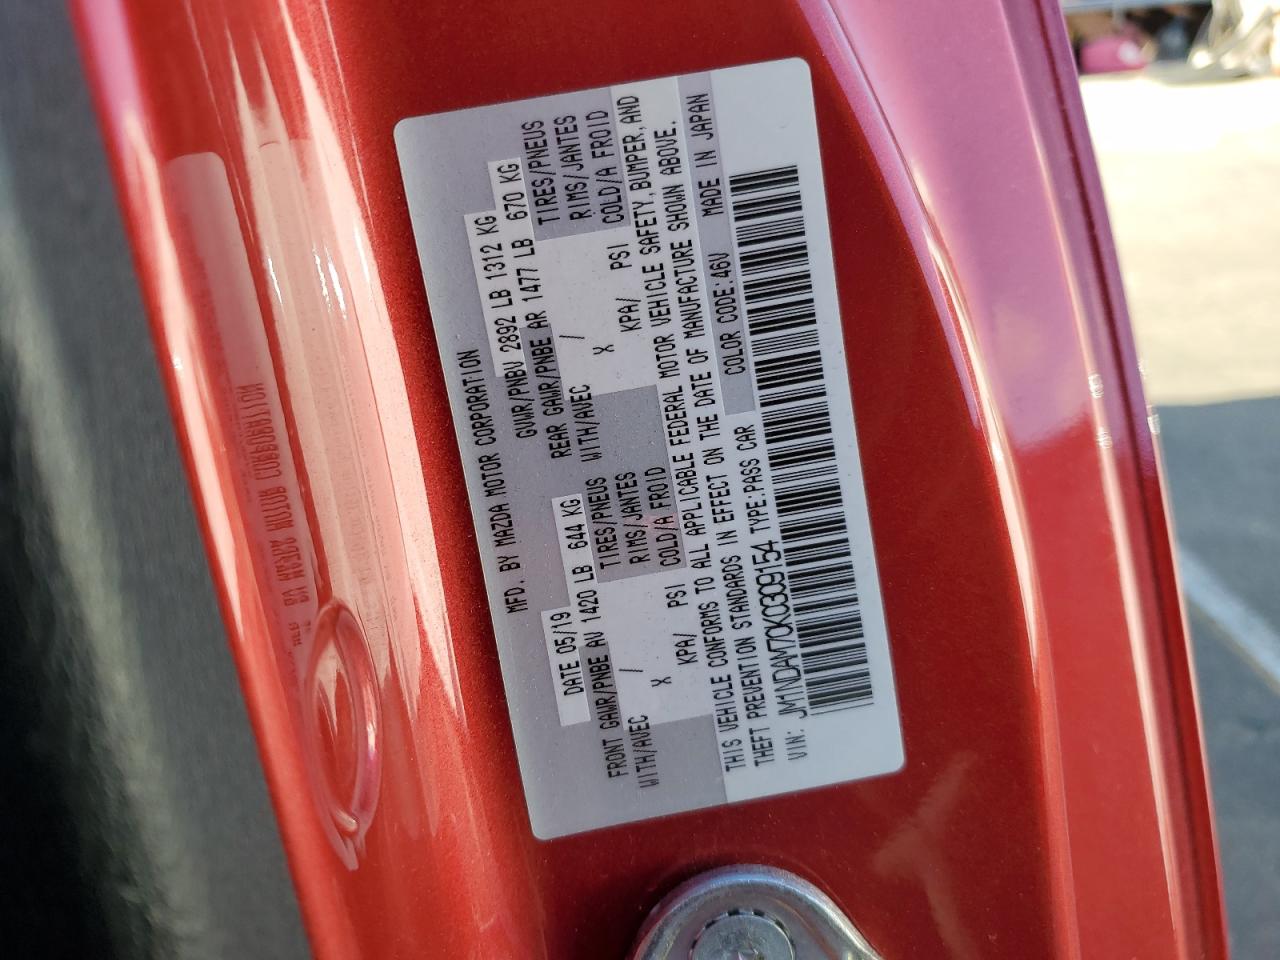 MFD. BY MAZDA MOTOR CORPORATION
DATE 05/19 GVWR/PNBV 2892 LB 1312 KG
FRONT GAWR/PNBE AV 1420 LB 644 KG REAR GAWR/PNBE AR 1477 LB 670 KG
WITH/AVEC / TIRES/PNEUS WITH/AVEC / TIRES/PNEUS
X RIMS/JANTES X RIMS/JANTES
KPA/ PSI COLD/A FROID KPA/ PSI COLD/A FROID
THIS VEHICLE CONFORMS TO ALL APPLICABLE FEDERAL MOTOR VEHICLE SAFETY, BUMPER, AND
THEFT PREVENTION STANDARDS IN EFFECT ON THE DATE OF MANUFACTURE SHOWN ABOVE.
VIN: JM1NDAM70K0309154 TYPE:PASS CAR COLOR CODE:46V MADE IN JAPAN